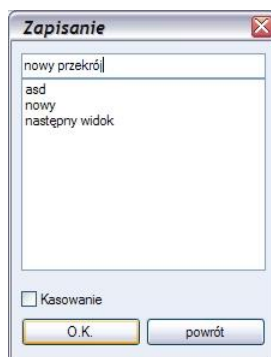 Zapisanie
nowy przekrój
asd
nowy
następny widok
Kasowanie
O.K.
powrót